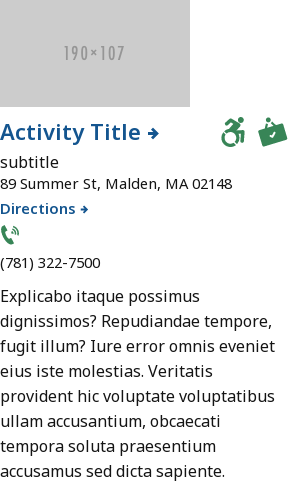 190×107
Activity Title
subtitle
89 Summer St, Malden, MA 02148
Directions
(781) 322-7500
Explicabo itaque possimus
dignissimos? Repudiandae tempore,
fugit illum? Iure error omnis eveniet
eius iste molestias. Veritatis
provident hic voluptate voluptatibus
ullam accusantium, obcaecati
tempora soluta praesentium
accusamus sed dicta sapiente.